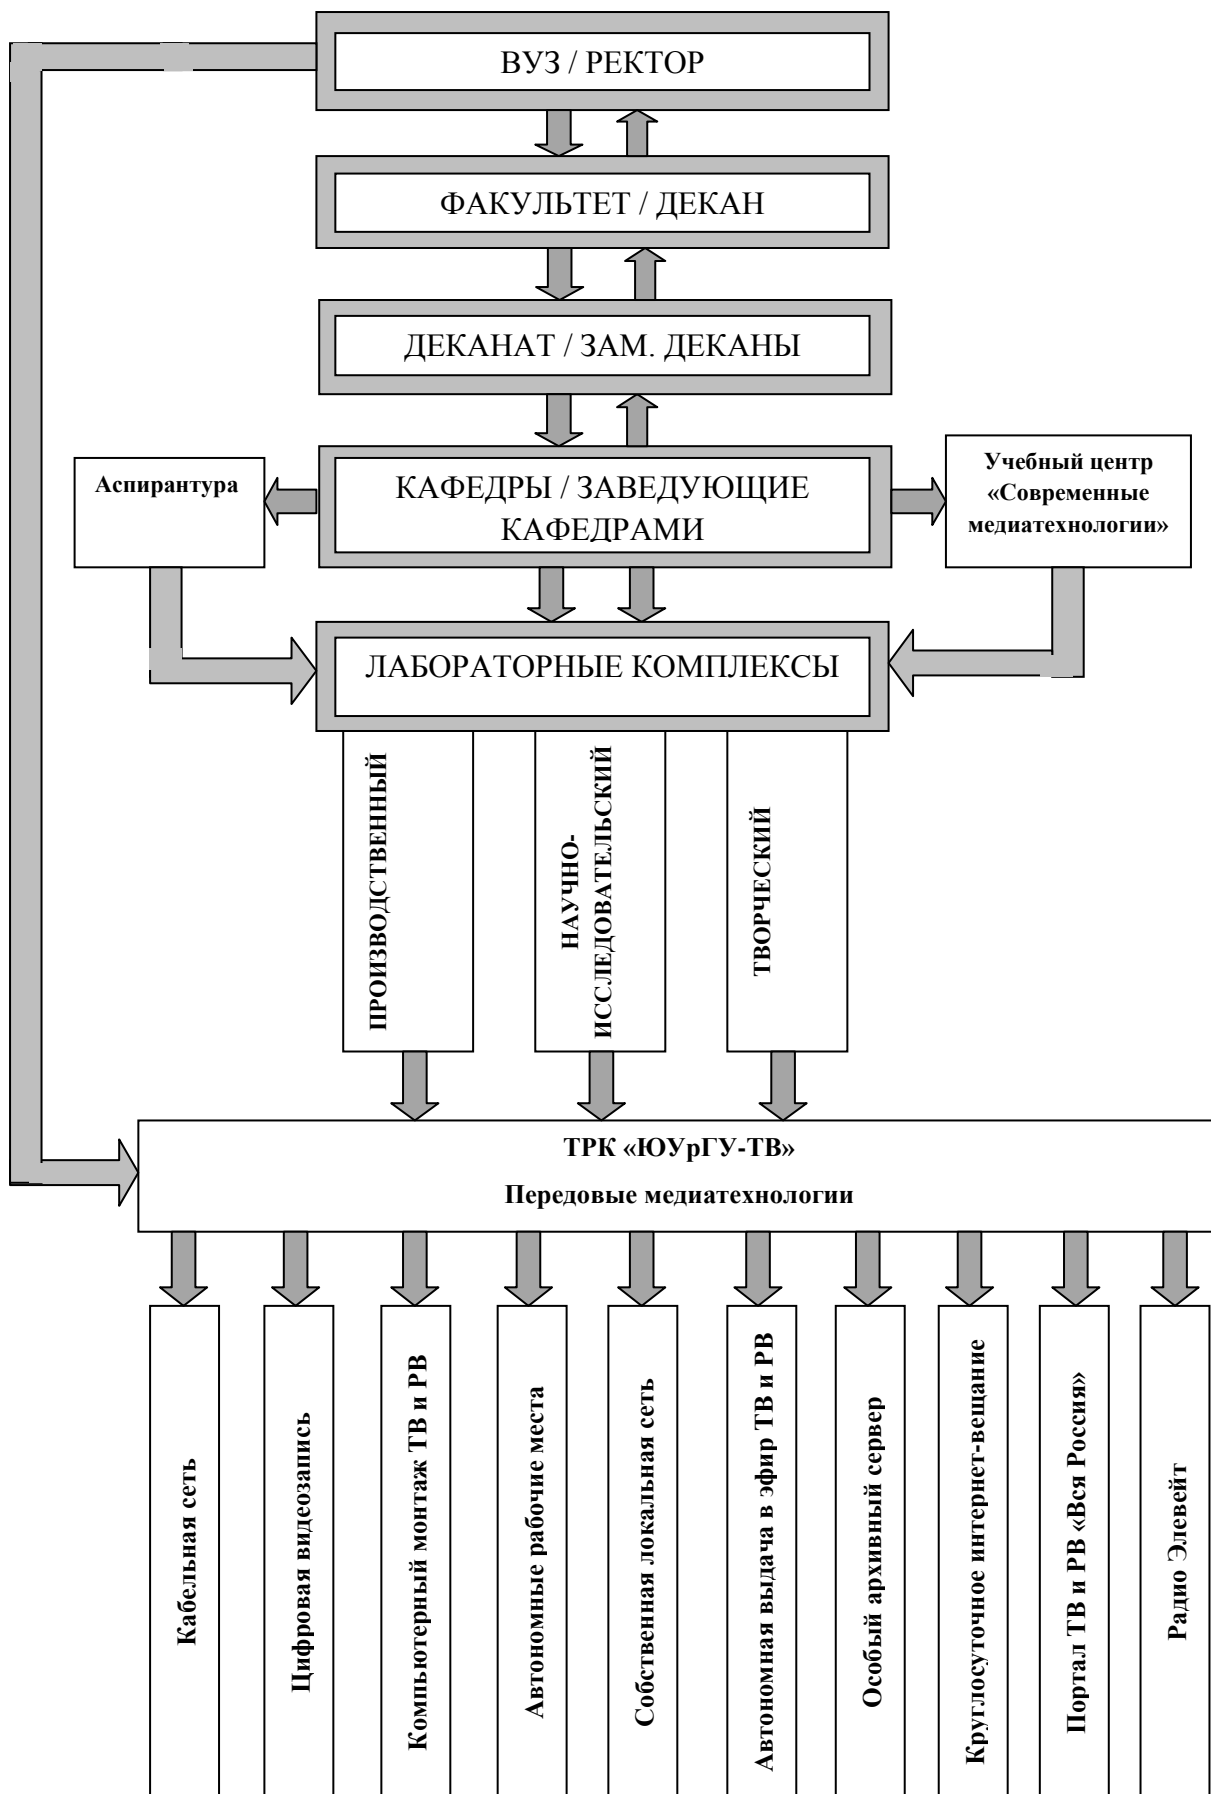 ВУЗ / РЕКТОР
ФАКУЛЬТЕТ / ДЕКАН
ДЕКАНАТ / ЗАМ. ДЕКАНЫ
Аспирантура
КАФЕДРЫ / ЗАВЕДУЮЩИЕ
КАФЕДРАМИ
Учебный центр
«Современные
медиатехнологии»
ЛАБОРАТОРНЫЕ КОМПЛЕКСЫ
ПРОИЗВОДСТВЕННЫЙ
НАУЧНО-
ИССЛЕДОВАТЕЛЬСКИЙ
ТВОРЧЕСКИЙ
ТРК «ЮУрГУ-ТВ»
Передовые медиатехнологии
Кабельная сеть
Цифровая видеозапись
Компьютерный монтаж ТВ и РВ
Автономные рабочие места
Собственная локальная сеть
Автономная выдача в эфир ТВ и РВ
Особый архивный сервер
Круглосуточное интернет-вещание
Портал ТВ и РВ «Вся Россия»
Радио Элевейт